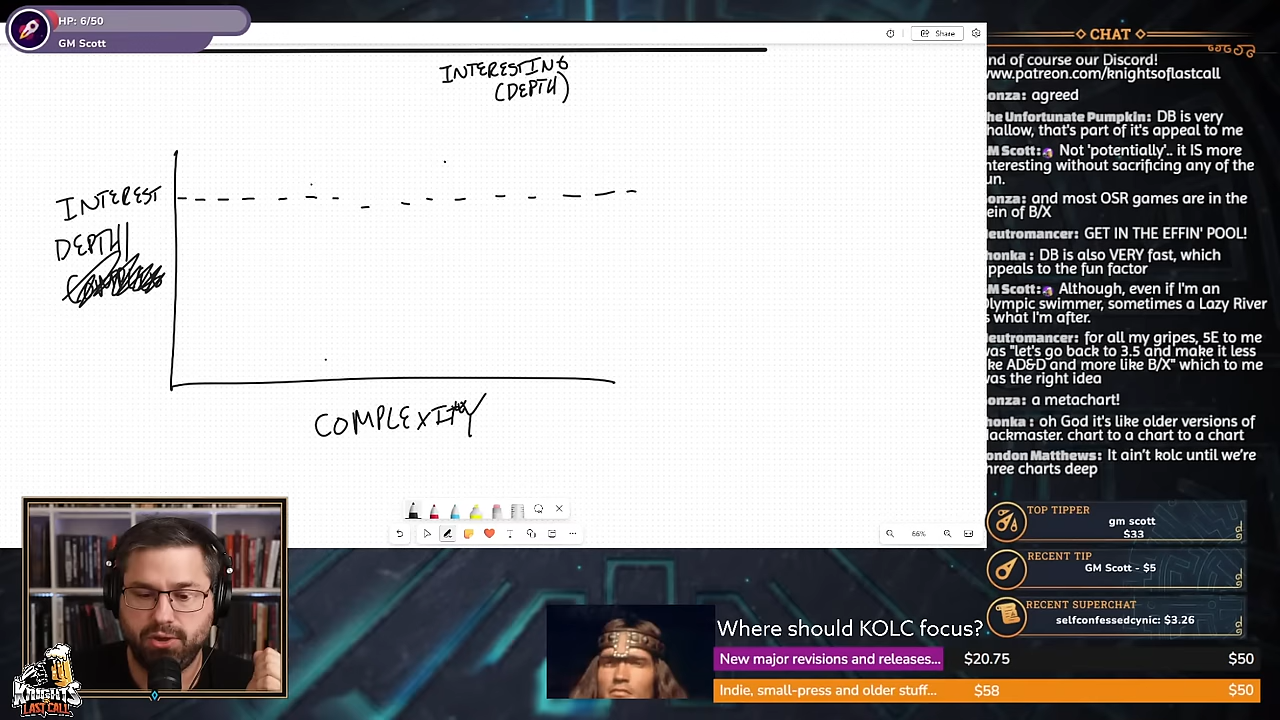 HP: 6/50
GM Scott
Share
INTERESTING
(DEPTH)
INTEREST
DEPTH
COMPLEXITY
66%
CHAT
nd of course our Discord!
www.patreon.com/knightsoflastcall
onza: agreed
he Unfortunate Pumpkin: DB is very
hallow, that's part of it's appeal to me
M Scott: Not 'potentially'.. it IS more
nteresting without sacrificing any of the
un.
onza: and most OSR games are in the
ein of B/X
eutromancer: GET IN THE EFFIN' POOL!
honka: DB is also VERY fast, which
ppeals to the fun factor
M Scott: Although, even if I'm an
Olympic swimmer, sometimes a Lazy River
s what I'm after.
eutromancer: for all my gripes, 5E to me
was "let's go back to 3.5 and make it less
ike AD&D and more like B/X" which to me
was the right idea
onza: a metachart!
honka: oh God it's like older versions of
ackmaster. chart to a chart to a chart
ondon Matthews: It ain't kolc until we're
hree charts deep
TOP TIPPER
gm scott
$33
RECENT TIP
GM Scott - $5
RECENT SUPERCHAT
selfconfessedcynic: $3.26
Where should KOLC focus?
New major revisions and releases... $20.75 $50
Indie, small-press and older stuff... $58 $50
KNIGHTS
LAST CALL